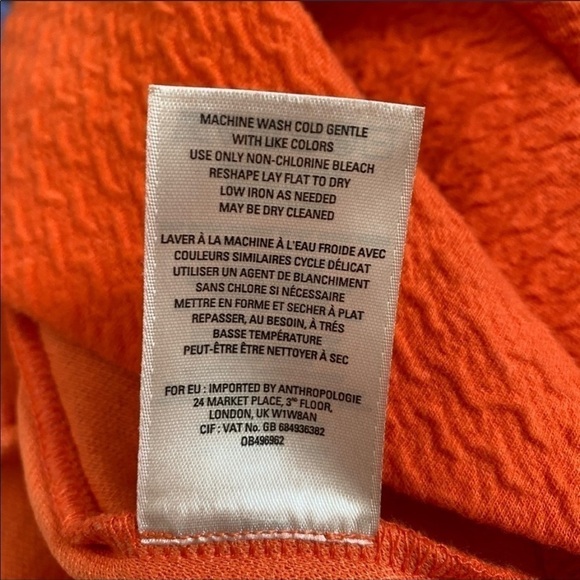 MACHINE WASH COLD GENTLE
WITH LIKE COLORS
USE ONLY NON-CHLORINE BLEACH
RESHAPE LAY FLAT TO DRY
LOW IRON AS NEEDED
MAY BE DRY CLEANED
LAVER À LA MACHINE À L'EAU FROIDE AVEC
COULEURS SIMILAIRES CYCLE DÉLICAT
UTILISER UN AGENT DE BLANCHIMENT
SANS CHLORE SI NÉCESSAIRE
METTRE EN FORME ET SECHER À PLAT
REPASSER, AU BESOIN, À TRÉS
BASSE TEMPÉRATURE
PEUT-ÊTRE ÊTRE NETTOYER À SEC
FOR EU : IMPORTED BY ANTHROPOLOGIE
24 MARKET PLACE, 3RD FLOOR,
LONDON, UK W1W8AN
CIF : VAT No. GB 684936382
OB496962